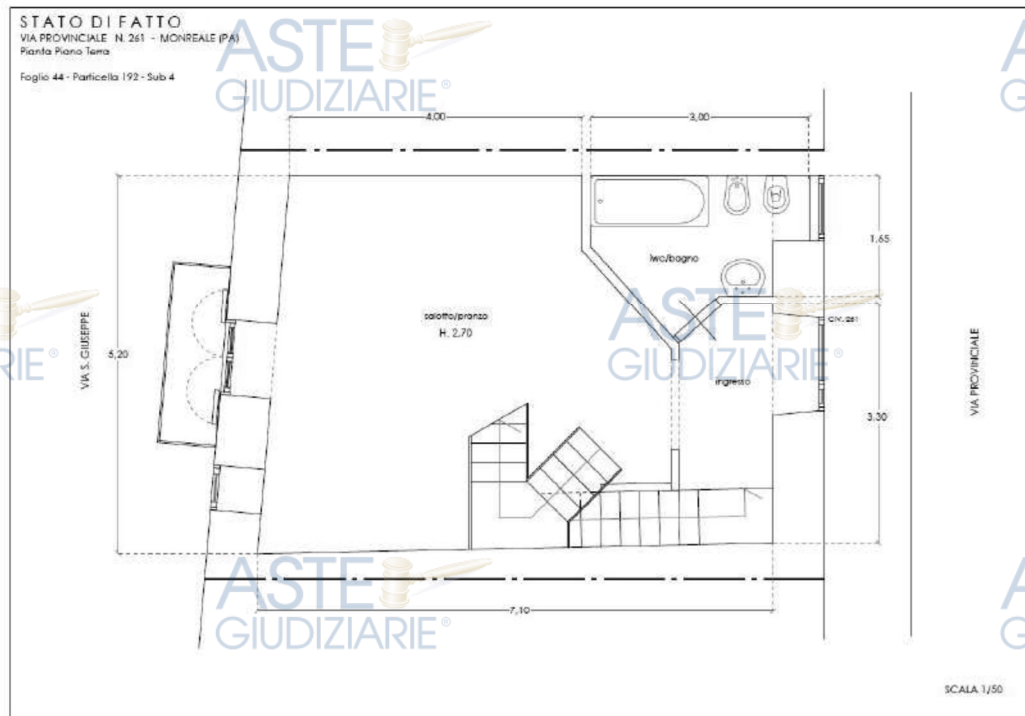 STATO DI FATTO
VIA PROVINCIALE N. 261 - MONREALE (PA)
Pianta Piano Terra
Foglio 44 - Particella 192 - Sub 4
ASTE
GIUDIZIARIE®
4,00
3,00
1,65
lwc/bagno
salotto/pranzo
H. 2,70
CIV. 261
ASTE
GIUDIZIARIE®
VIA S. GIUSEPPE
5,20
RIE®
ingresso
VIA PROVINCIALE
3,30
ASTE
GIUDIZIARIE®
7,10
SCALA 1/50